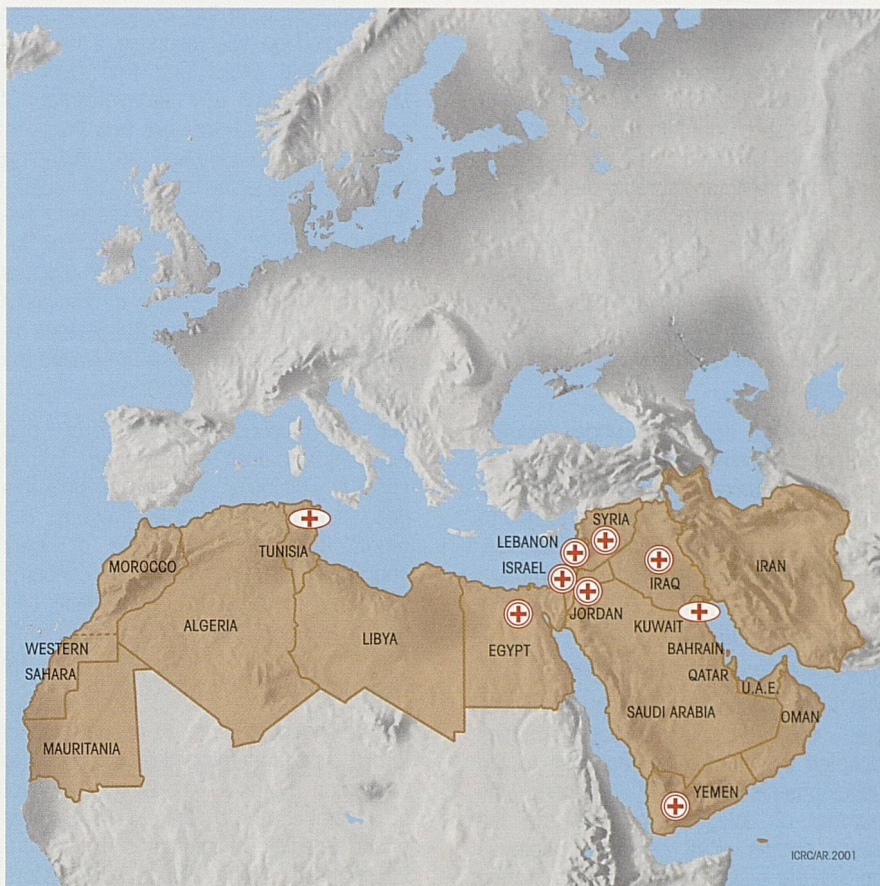 SYRIA
LEBANON
TUNISIA
ISRAEL
MOROCCO
IRAN
IRAQ
JORDAN
ALGERIA
KUWAIT
LIBYA
WESTERN
SAHARA
EGYPT
BAHRAIN
QATAR
U.A.E.
SAUDI ARABIA
OMAN
MAURITANIA
YEMEN
ICRC/AR.2001